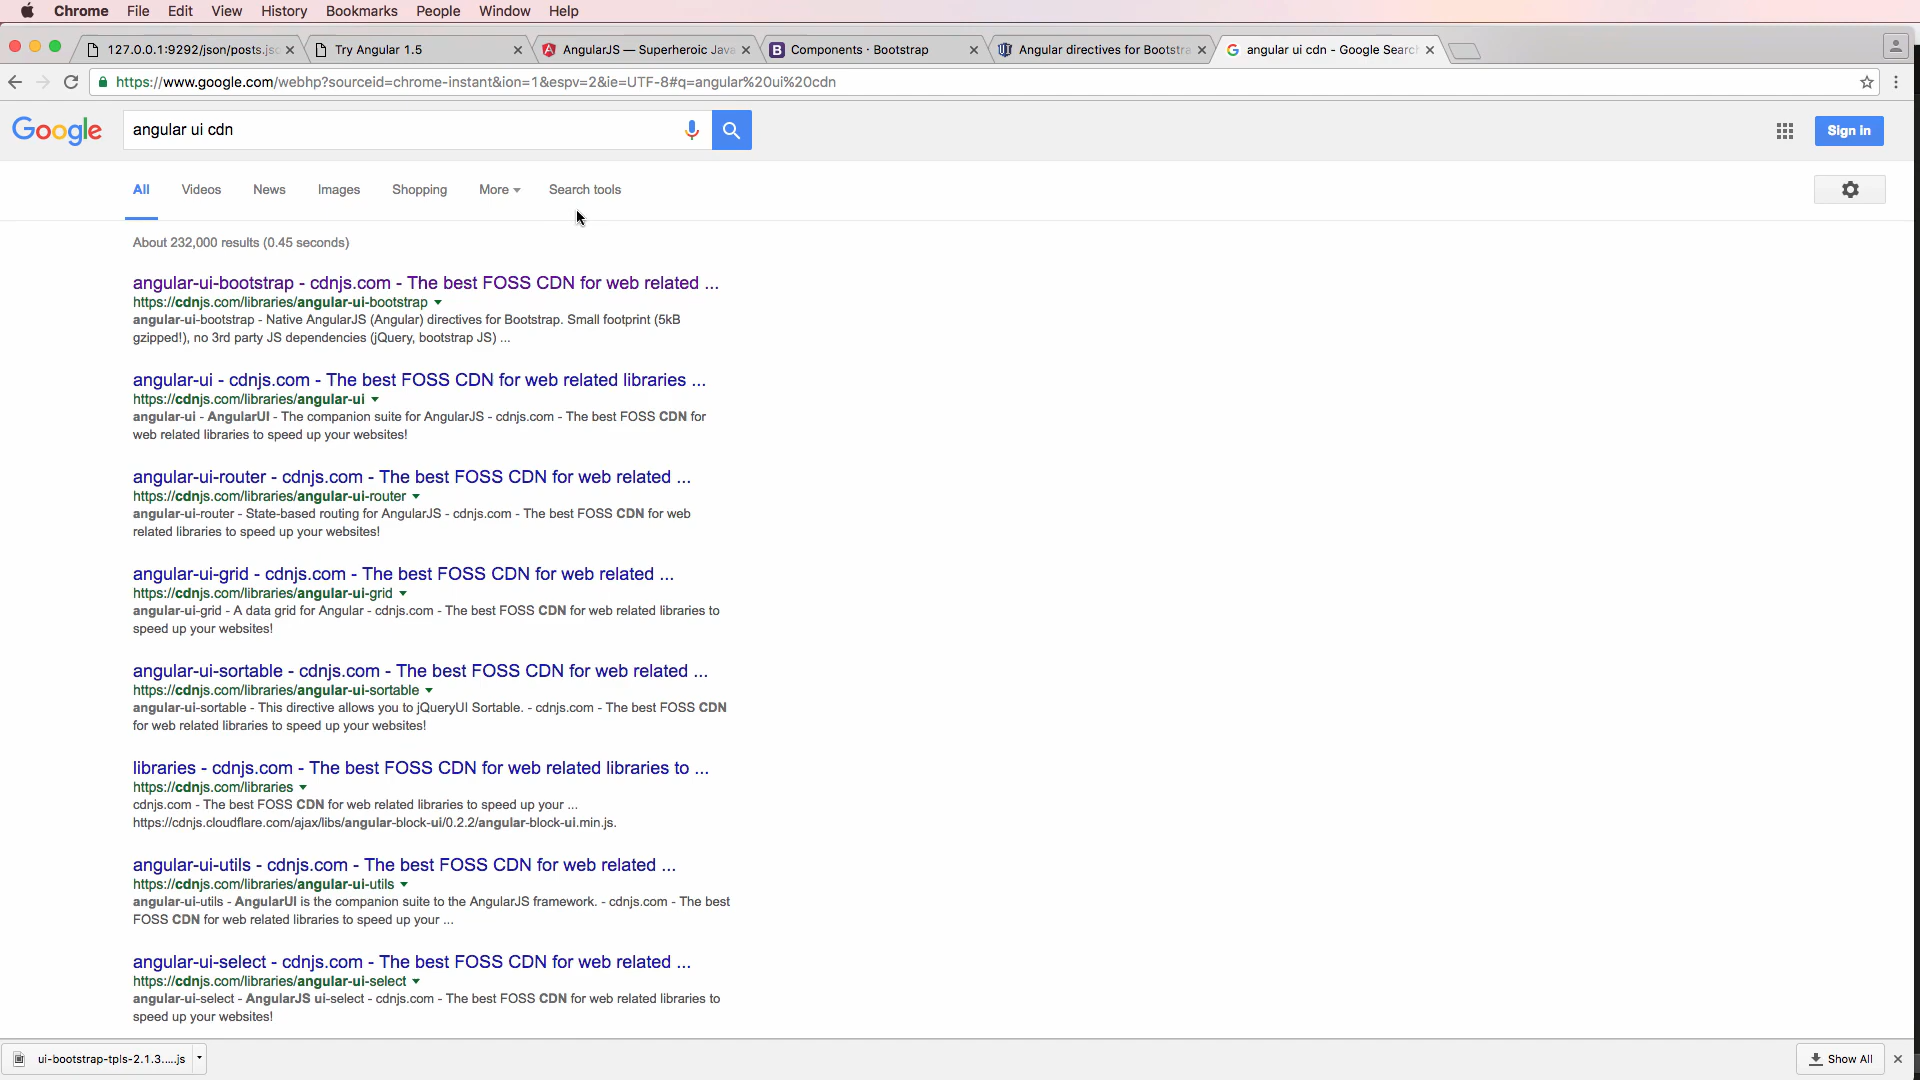 Chrome File Edit View History Bookmarks People Window Help
127.0.0.1:9292/json/posts.js
Try Angular 1.5
AngularJS — Superheroic Java
Components · Bootstrap
Angular directives for Bootstra
angular ui cdn - Google Search
https://www.google.com/webhp?sourceid=chrome-instant&ion=1&espv=2&ie=UTF-8#q=angular%20ui%20cdn
Google
angular ui cdn
Sign in
All Videos News Images Shopping More Search tools
About 232,000 results (0.45 seconds)
angular-ui-bootstrap - cdnjs.com - The best FOSS CDN for web related ...
https://cdnjs.com/libraries/angular-ui-bootstrap
angular-ui-bootstrap - Native AngularJS (Angular) directives for Bootstrap. Small footprint (5kB
gzipped!), no 3rd party JS dependencies (jQuery, bootstrap JS) ...
angular-ui - cdnjs.com - The best FOSS CDN for web related libraries ...
https://cdnjs.com/libraries/angular-ui
angular-ui - AngularUI - The companion suite for AngularJS - cdnjs.com - The best FOSS CDN for
web related libraries to speed up your websites!
angular-ui-router - cdnjs.com - The best FOSS CDN for web related ...
https://cdnjs.com/libraries/angular-ui-router
angular-ui-router - State-based routing for AngularJS - cdnjs.com - The best FOSS CDN for web
related libraries to speed up your websites!
angular-ui-grid - cdnjs.com - The best FOSS CDN for web related ...
https://cdnjs.com/libraries/angular-ui-grid
angular-ui-grid - A data grid for Angular - cdnjs.com - The best FOSS CDN for web related libraries to
speed up your websites!
angular-ui-sortable - cdnjs.com - The best FOSS CDN for web related ...
https://cdnjs.com/libraries/angular-ui-sortable
angular-ui-sortable - This directive allows you to jQueryUI Sortable. - cdnjs.com - The best FOSS CDN
for web related libraries to speed up your websites!
libraries - cdnjs.com - The best FOSS CDN for web related libraries to ...
https://cdnjs.com/libraries
cdnjs.com - The best FOSS CDN for web related libraries to speed up your ...
https://cdnjs.cloudflare.com/ajax/libs/angular-block-ui/0.2.2/angular-block-ui.min.js.
angular-ui-utils - cdnjs.com - The best FOSS CDN for web related ...
https://cdnjs.com/libraries/angular-ui-utils
angular-ui-utils - AngularUI is the companion suite to the AngularJS framework. - cdnjs.com - The best
FOSS CDN for web related libraries to speed up your ...
angular-ui-select - cdnjs.com - The best FOSS CDN for web related ...
https://cdnjs.com/libraries/angular-ui-select
angular-ui-select - AngularJS ui-select - cdnjs.com - The best FOSS CDN for web related libraries to
speed up your websites!
ui-bootstrap-tpls-2.1.3.....js
Show All